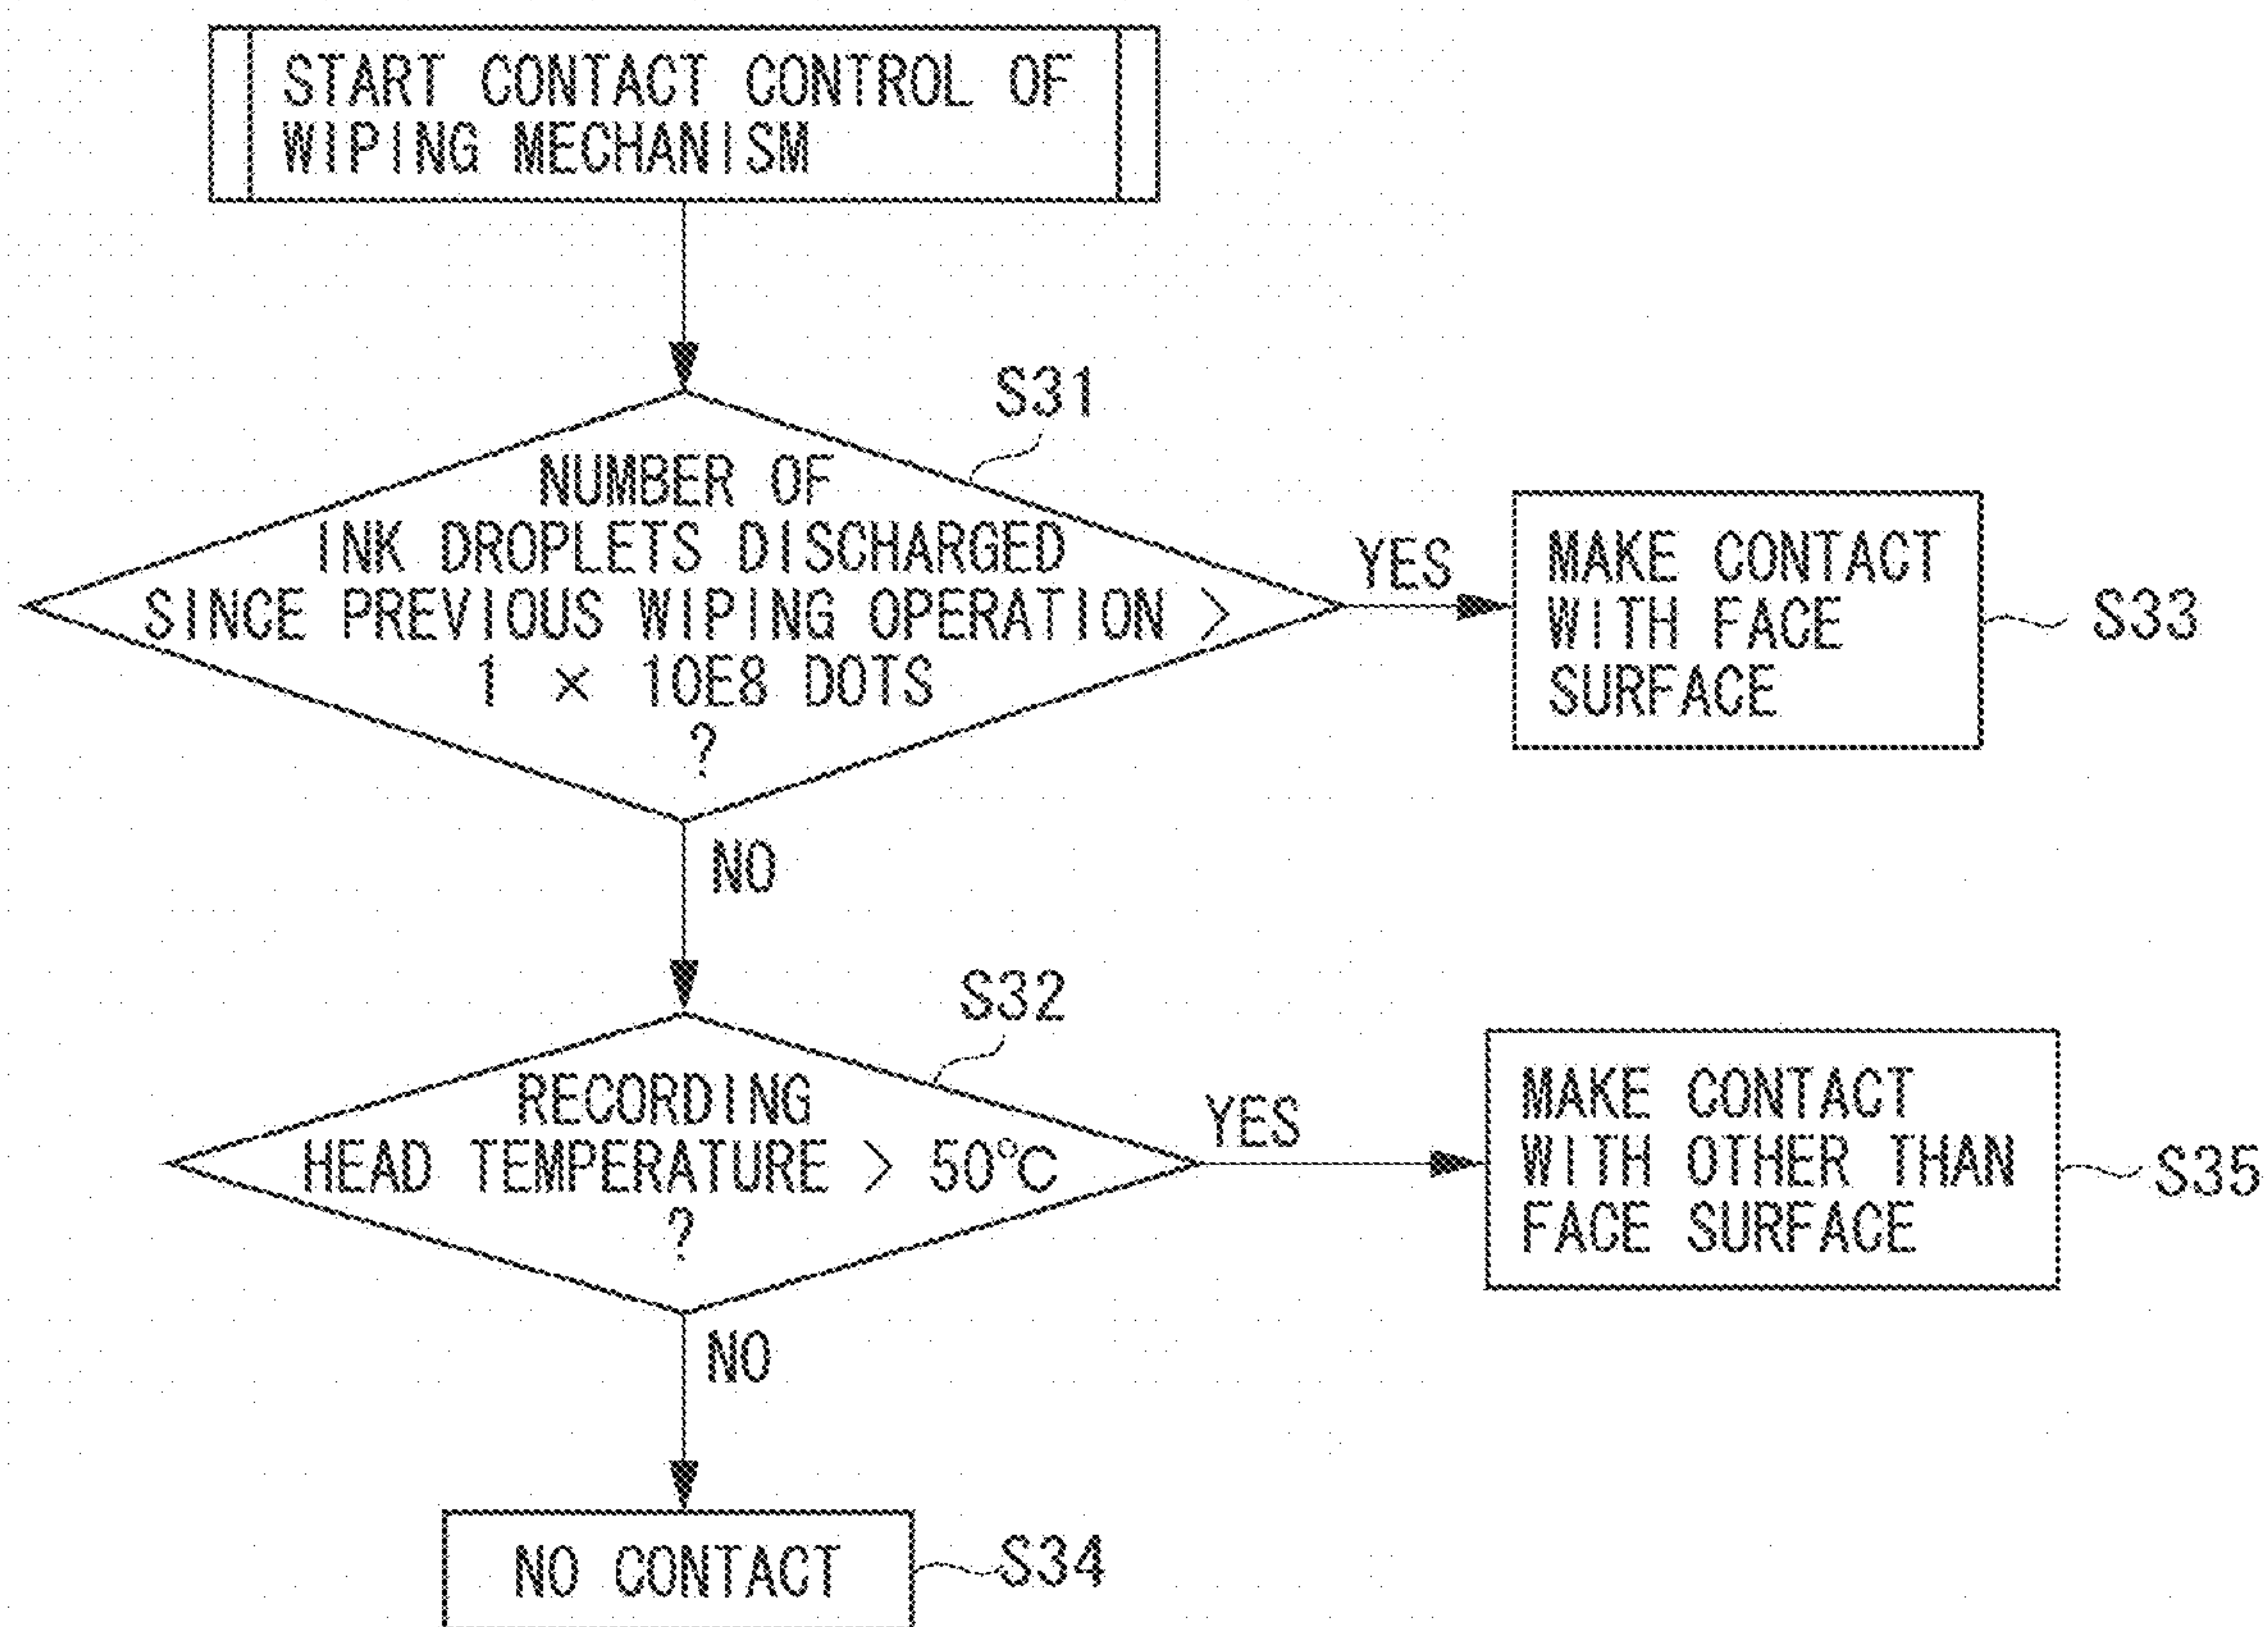 START CONTACT CONTROL OF
WIPING MECHANISM
S31
NUMBER OF
INK DROPLETS DISCHARGED
SINCE PREVIOUS WIPING OPERATION >
1 × 10E8 DOTS
?
YES
MAKE CONTACT
WITH FACE
SURFACE
S33
NO
S32
RECORDING
HEAD TEMPERATURE > 50°C
?
YES
MAKE CONTACT
WITH OTHER THAN
FACE SURFACE
S35
NO
NO CONTACT
S34